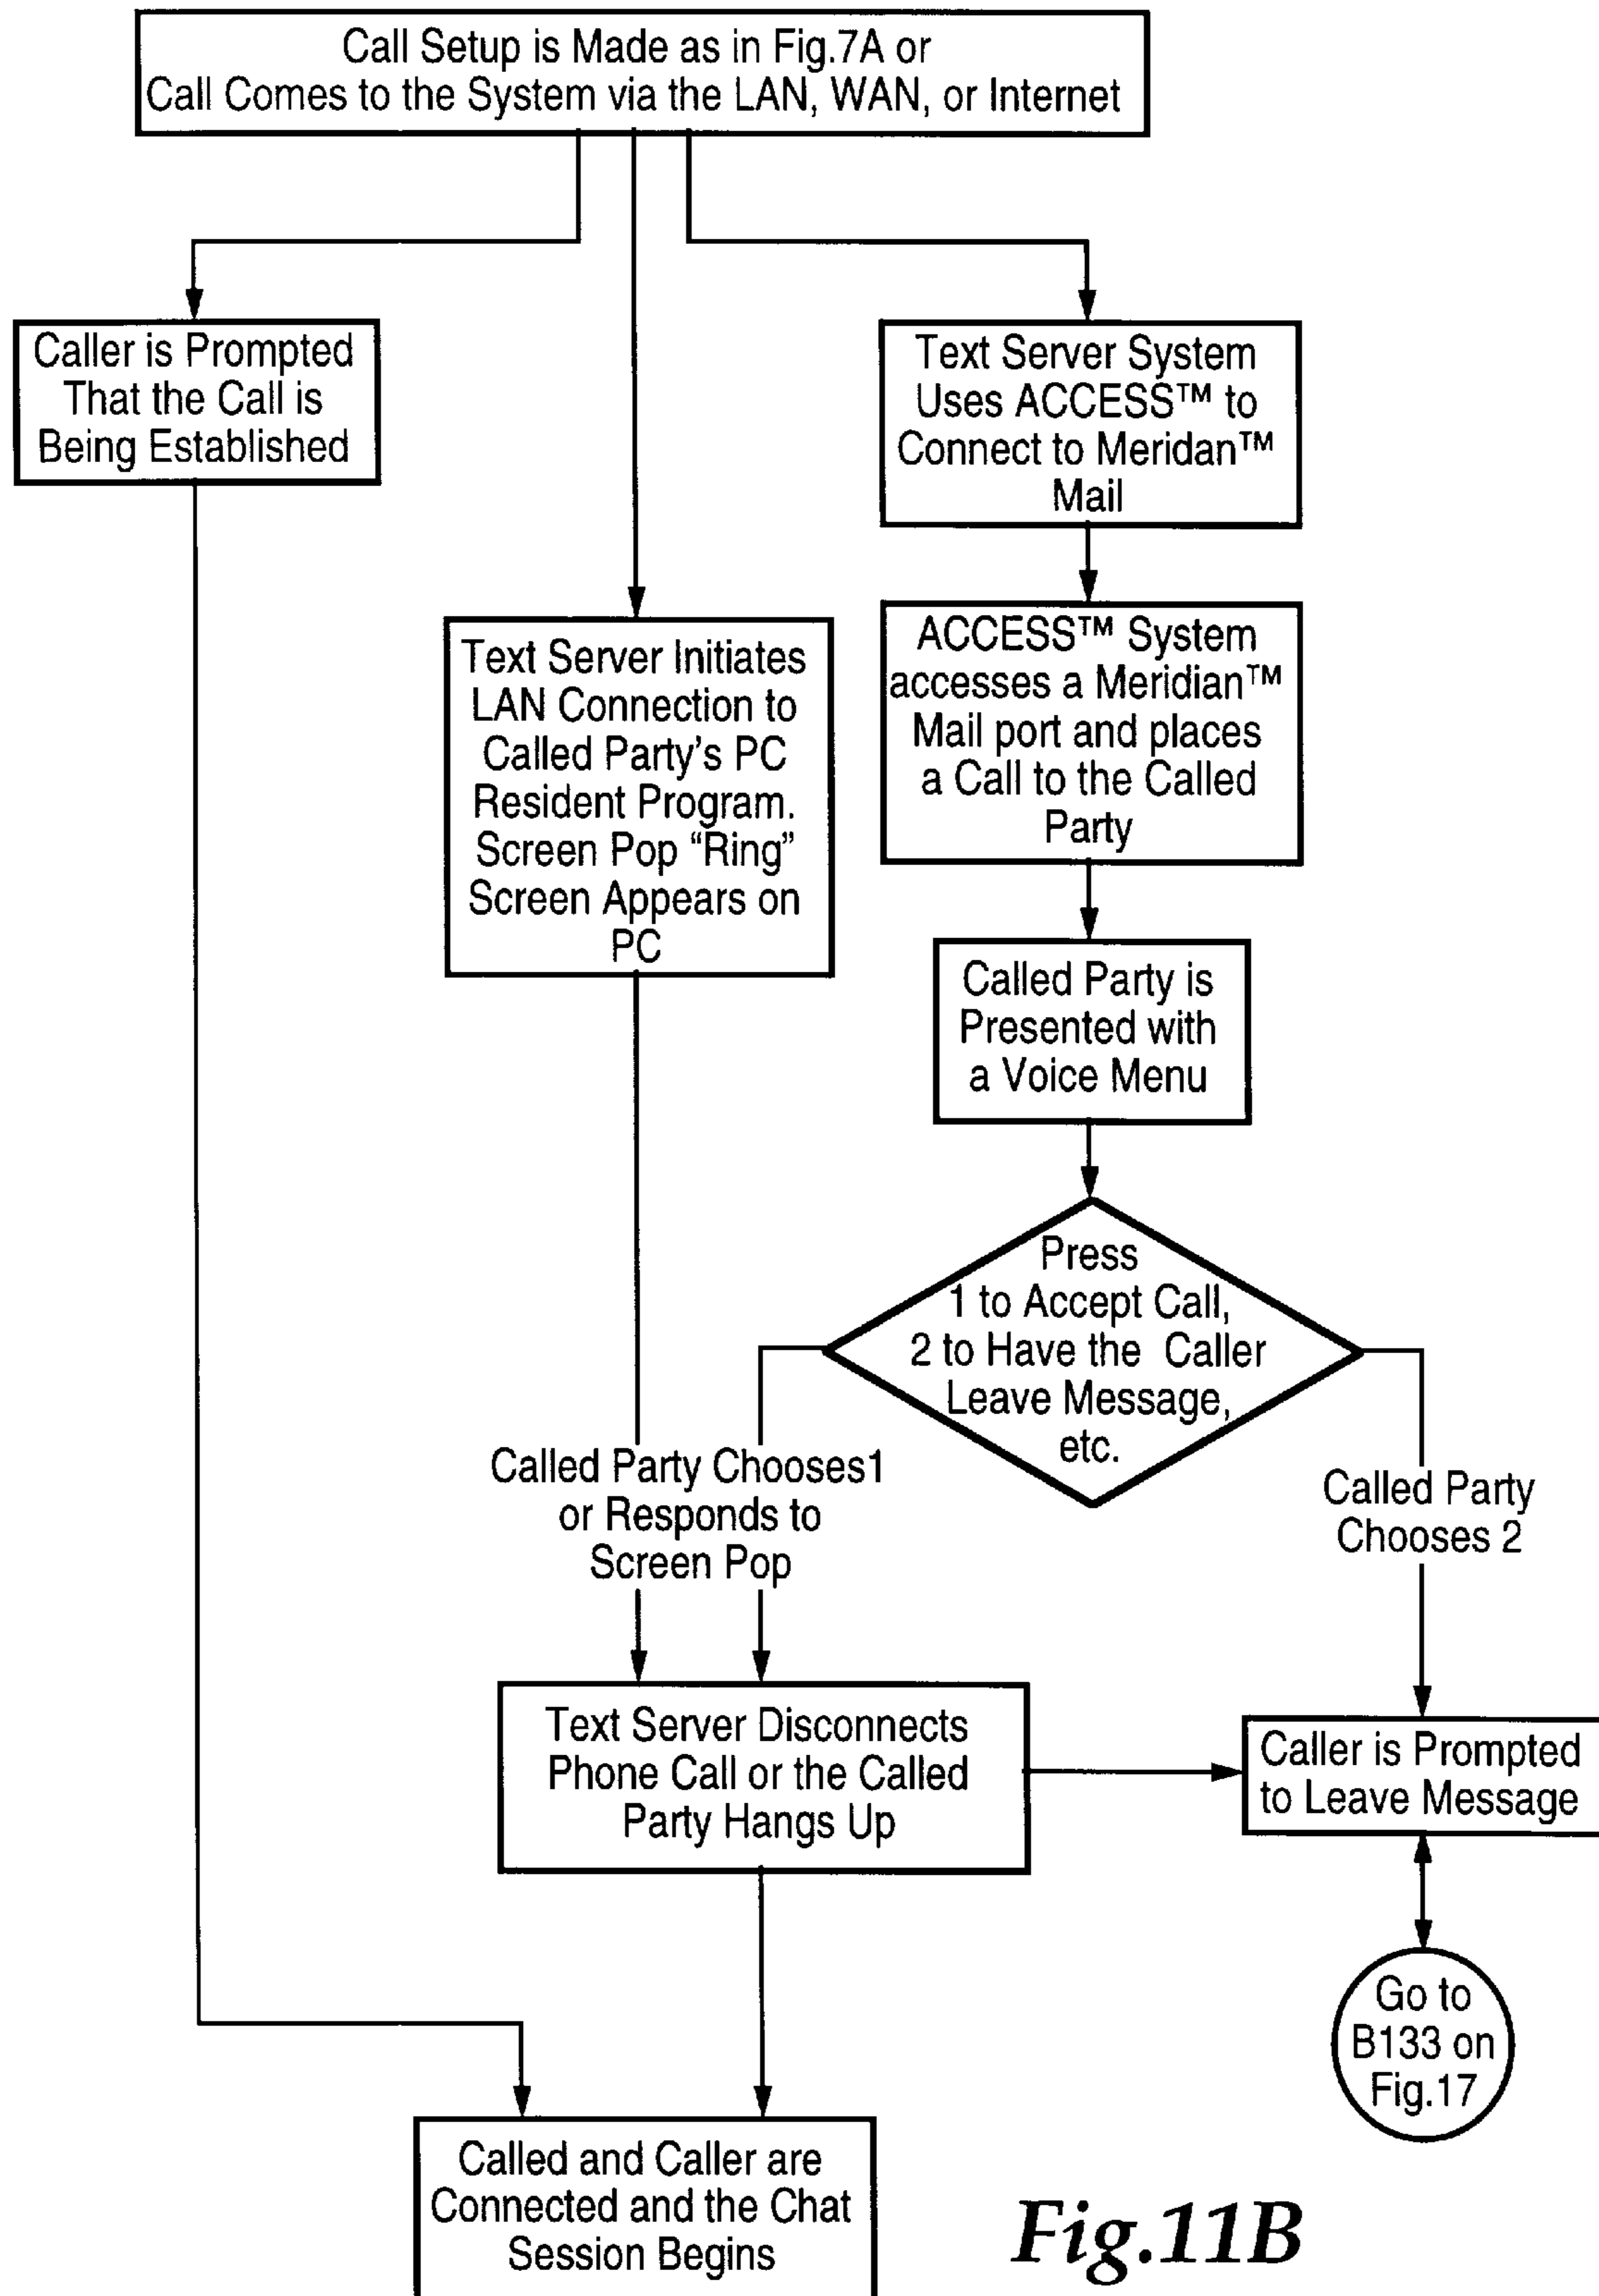 Call Setup is Made as in Fig.7A or
Call Comes to the System via the LAN, WAN, or Internet
Caller is Prompted
That the Call is
Being Established
Text Server System
Uses ACCESS™ to
Connect to Meridan™
Mail
ACCESS™ System
accesses a Meridian™
Mail port and places
a Call to the Called
Party
Text Server Initiates
LAN Connection to
Called Party's PC
Resident Program.
Screen Pop “Ring”
Screen Appears on
PC
Called Party is
Presented with
a Voice Menu
Press
1 to Accept Call,
2 to Have the Caller
Leave Message,
etc.
Called Party Chooses1
or Responds to
Screen Pop
Called Party
Chooses 2
Text Server Disconnects
Phone Call or the Called
Party Hangs Up
Caller is Prompted
to Leave Message
Go to
B133 on
Fig.17
Called and Caller are
Connected and the Chat
Session Begins
Fig.11B